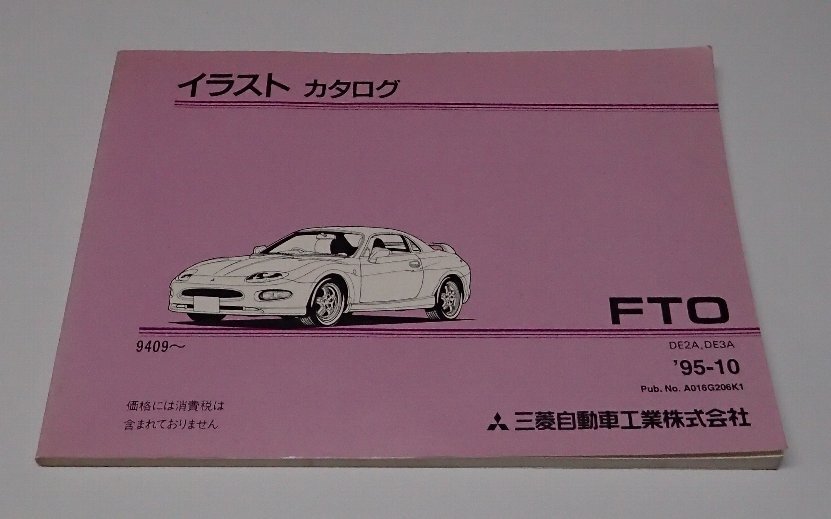 イラスト カタログ
FTO
DE2A, DE3A
9409～
'95-10
Pub. No. A016G206K1
価格には消費税は
含まれておりません
三菱自動車工業株式会社